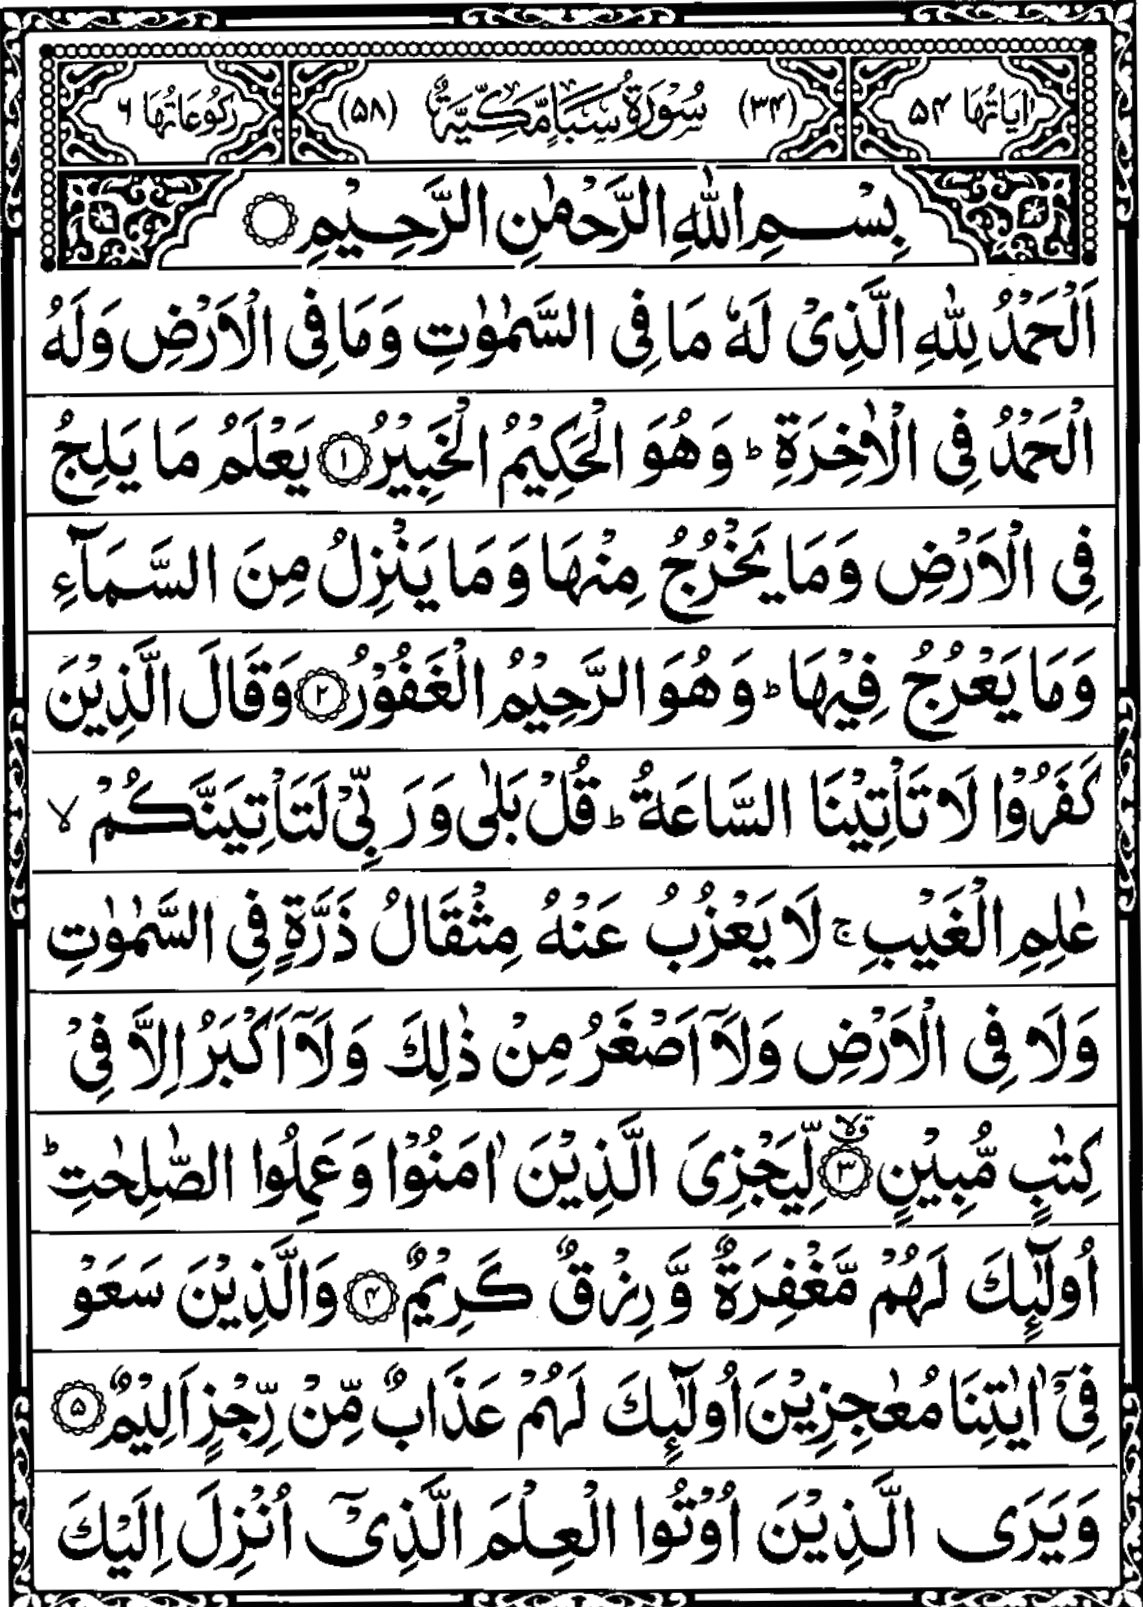 اٰیَاتُهَا ۵۴ (۳۴) سُوْرَةُ سَبَاٍ مَّكِّیَّةٌ (۵۸) رُكُوْعَاتُهَا ۶
بِسْمِ اللّٰهِ الرَّحْمٰنِ الرَّحِیْمِ
اَلْحَمْدُ لِلّٰهِ الَّذِیْ لَهٗ مَا فِی السَّمٰوٰتِ وَمَا فِی الْاَرْضِ وَلَهُ
الْحَمْدُ فِی الْاٰخِرَةِ ؕ وَهُوَ الْحَكِیْمُ الْخَبِیْرُ ۱ یَعْلَمُ مَا یَلِجُ
فِی الْاَرْضِ وَمَا یَخْرُجُ مِنْهَا وَمَا یَنْزِلُ مِنَ السَّمَآءِ
وَمَا یَعْرُجُ فِیْهَا ؕ وَهُوَ الرَّحِیْمُ الْغَفُوْرُ ۲ وَقَالَ الَّذِیْنَ
كَفَرُوْا لَا تَاْتِیْنَا السَّاعَةُ ؕ قُلْ بَلٰی وَرَبِّیْ لَتَاْتِیَنَّكُمْ ۙ
عٰلِمِ الْغَیْبِ ۚ لَا یَعْزُبُ عَنْهُ مِثْقَالُ ذَرَّةٍ فِی السَّمٰوٰتِ
وَلَا فِی الْاَرْضِ وَلَاۤ اَصْغَرُ مِنْ ذٰلِكَ وَلَاۤ اَكْبَرُ اِلَّا فِیْ
كِتٰبٍ مُّبِیْنٍ ۳ لِّیَجْزِیَ الَّذِیْنَ اٰمَنُوْا وَعَمِلُوا الصّٰلِحٰتِ ؕ
اُولٰٓىِٕكَ لَهُمْ مَّغْفِرَةٌ وَّرِزْقٌ كَرِیْمٌ ۴ وَالَّذِیْنَ سَعَوْ
فِیْۤ اٰیٰتِنَا مُعٰجِزِیْنَ اُولٰٓىِٕكَ لَهُمْ عَذَابٌ مِّنْ رِّجْزٍ اَلِیْمٌ ۵
وَیَرَی الَّذِیْنَ اُوْتُوا الْعِلْمَ الَّذِیْۤ اُنْزِلَ اِلَیْكَ